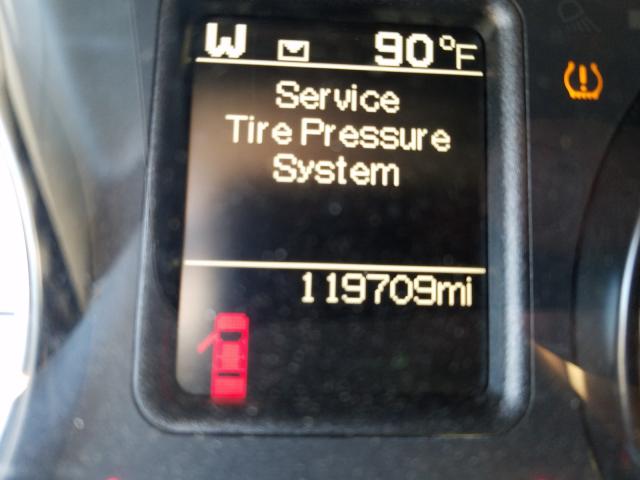 W 90°F
Service
Tire Pressure
System
119709mi